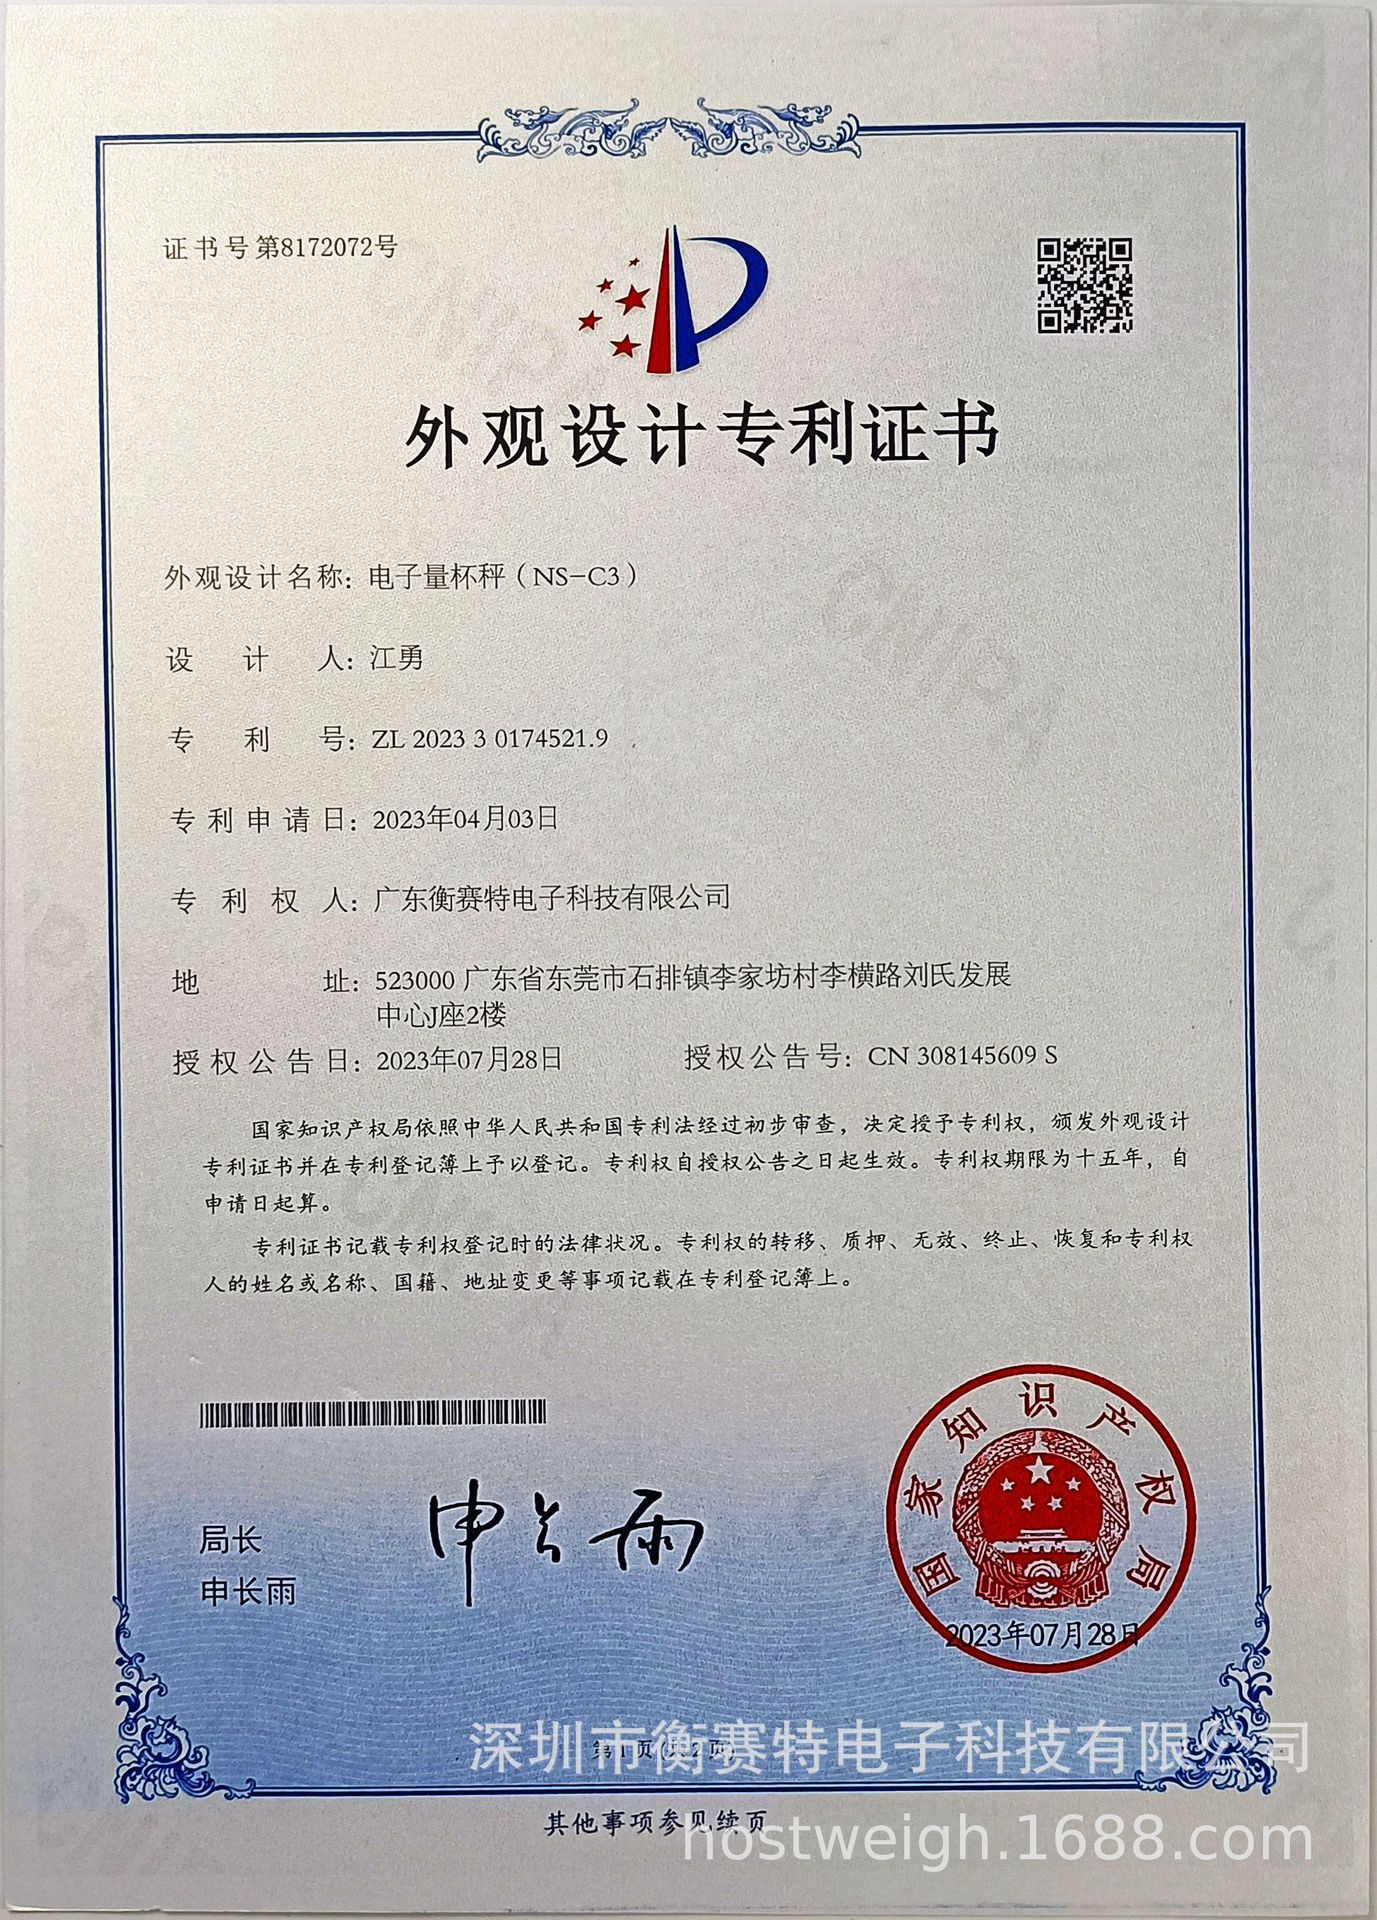 证书号第8172072号
外观设计专利证书
外观设计名称：电子量杯秤（NS-C3）
设计人：江勇
专利号：ZL 2023 3 0174521.9
专利申请日：2023年04月03日
专利权人：广东衡赛特电子科技有限公司
地址：523000 广东省东莞市石排镇李家坊村李横路刘氏发展
中心J座2楼
授权公告日：2023年07月28日 授权公告号：CN 308145609 S
国家知识产权局依照中华人民共和国专利法经过初步审查，决定授予专利权，颁发外观设计
专利证书并在专利登记簿上予以登记。专利权自授权公告之日起生效。专利权期限为十五年，自
申请日起算。
专利证书记载专利权登记时的法律状况。专利权的转移、质押、无效、终止、恢复和专利权
人的姓名或名称、国籍、地址变更等事项记载在专利登记簿上。
局长
申长雨
申长雨
国家知识产权局
2023年07月28日
第1页(共2页)
深圳市衡赛特电子科技有限公司
其他事项参见续页
hostweigh.1688.com